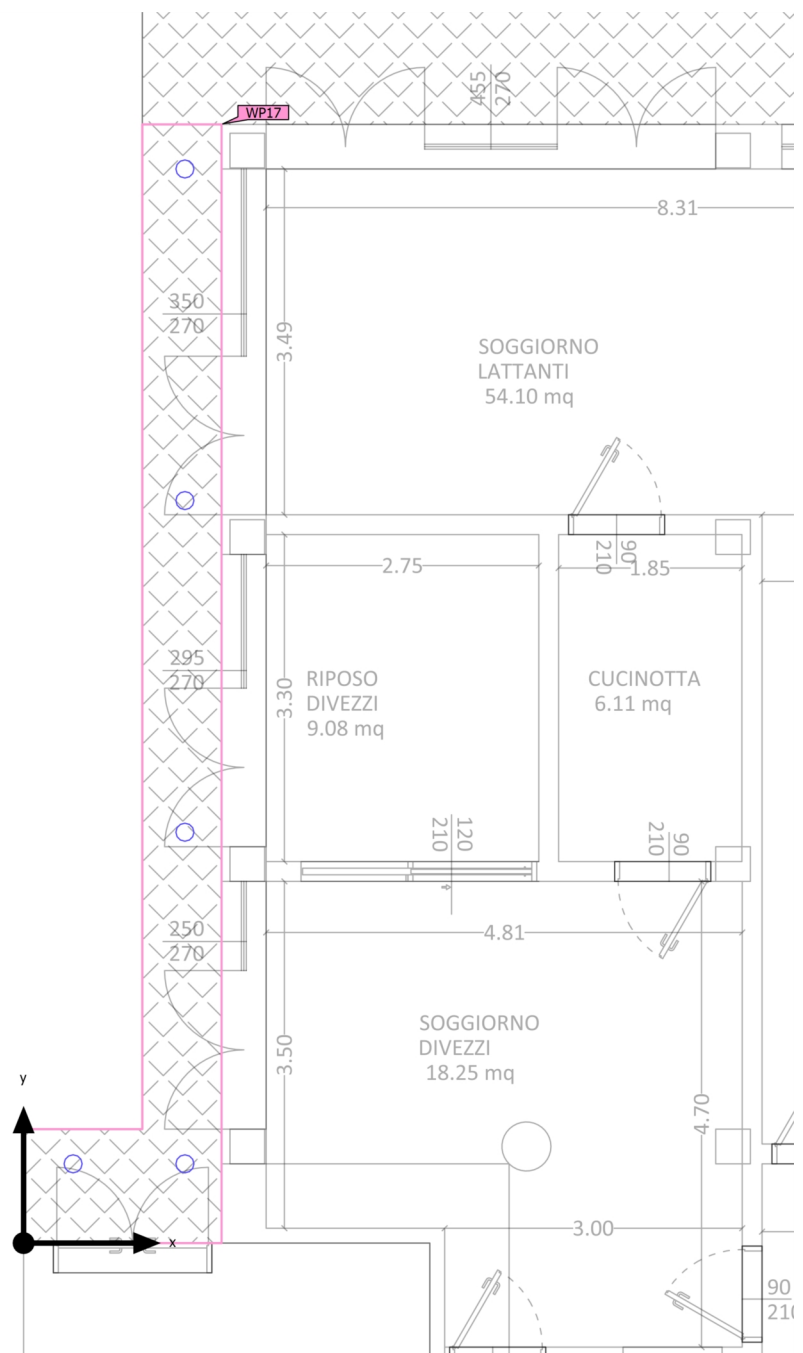 WP17
455
270
8.31
350
270
3.49
SOGGIORNO
LATTANTI
54.10 mq
90
210
2.75
1.85
295
270
3.30
RIPOSO
DIVEZZI
9.08 mq
CUCINOTTA
6.11 mq
120
210
90
210
250
270
4.81
3.50
SOGGIORNO
DIVEZZI
18.25 mq
4.70
y
x
3.00
90
210